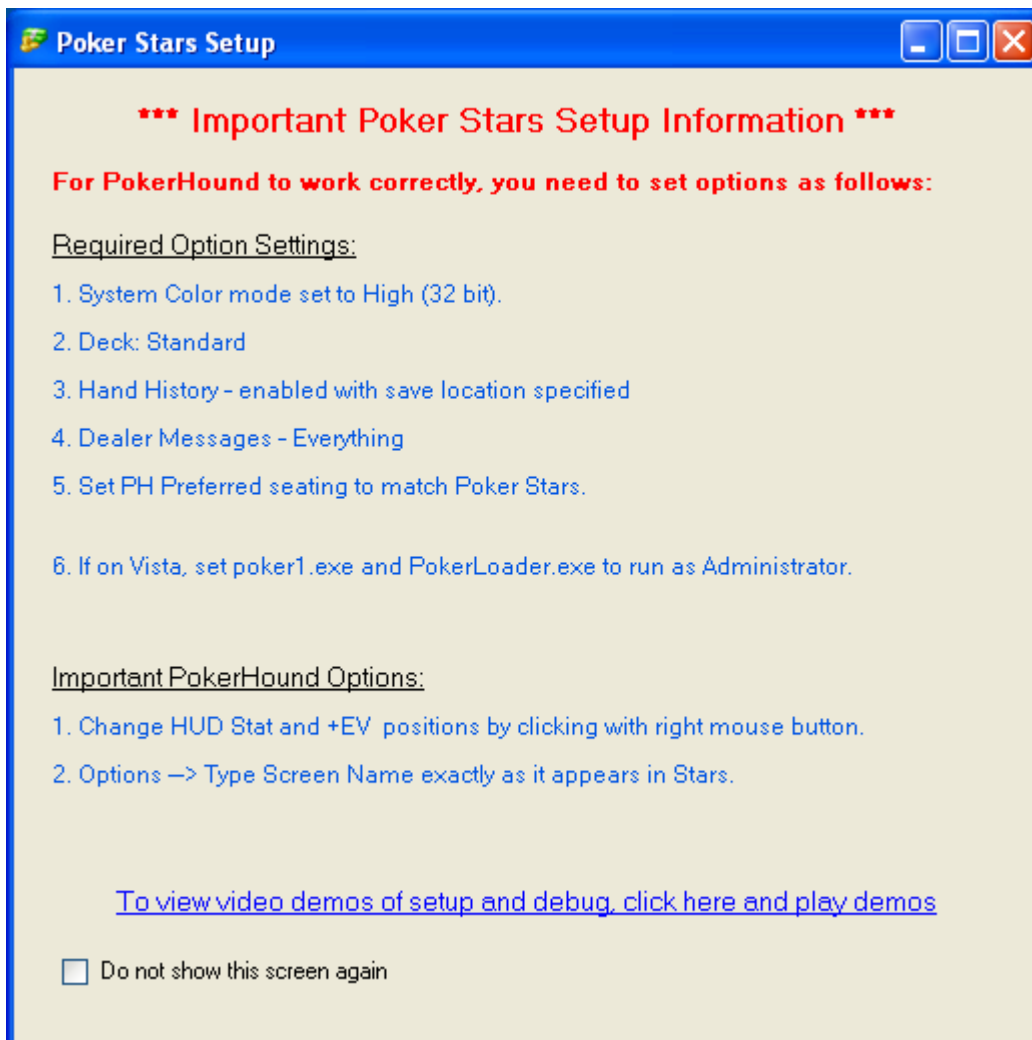 Poker Stars Setup
*** Important Poker Stars Setup Information ***
For PokerHound to work correctly, you need to set options as follows:
Required Option Settings:
1. System Color mode set to High (32 bit).
2. Deck: Standard
3. Hand History - enabled with save location specified
4. Dealer Messages - Everything
5. Set PH Preferred seating to match Poker Stars.
6. If on Vista, set poker1.exe and PokerLoader.exe to run as Administrator.
Important PokerHound Options:
1. Change HUD Stat and +EV  positions by clicking with right mouse button.
2. Options --> Type Screen Name exactly as it appears in Stars.
To view video demos of setup and debug, click here and play demos
Do not show this screen again